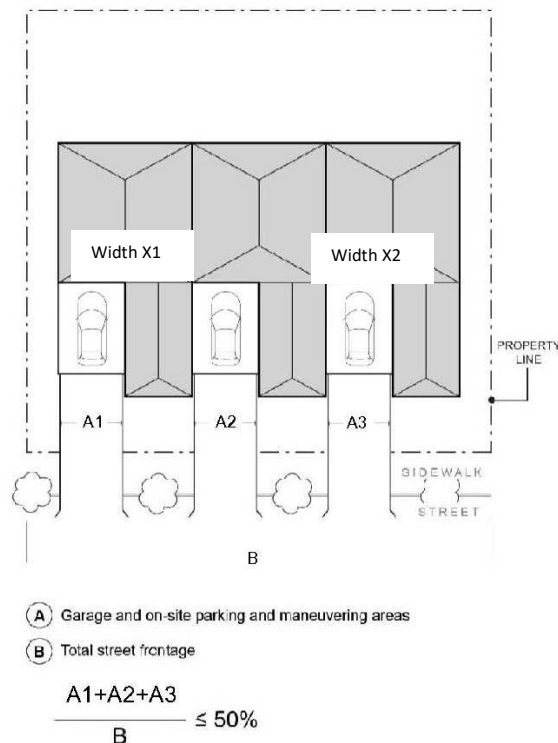 Width X1
Width X2
PROPERTY
LINE
A1
A2
A3
SIDEWALK
STREET
B
A Garage and on-site parking and maneuvering areas
B Total street frontage
A1+A2+A3
B
≤ 50%